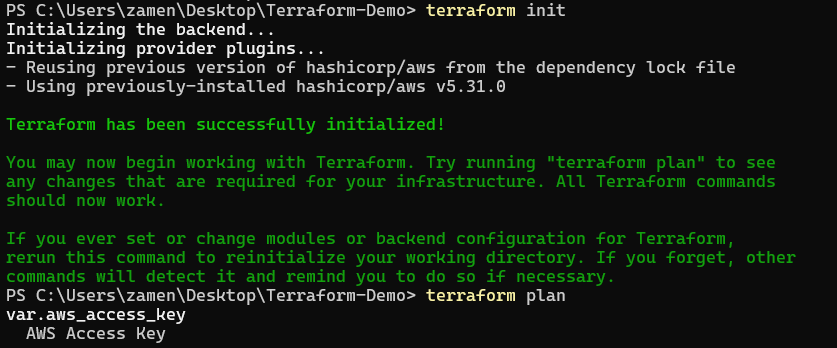 PS C:\Users\zamen\Desktop\Terraform-Demo> terraform init
Initializing the backend...
Initializing provider plugins...
- Reusing previous version of hashicorp/aws from the dependency lock file
- Using previously-installed hashicorp/aws v5.31.0
Terraform has been successfully initialized!
You may now begin working with Terraform. Try running "terraform plan" to see
any changes that are required for your infrastructure. All Terraform commands
should now work.
If you ever set or change modules or backend configuration for Terraform,
rerun this command to reinitialize your working directory. If you forget, other
commands will detect it and remind you to do so if necessary.
PS C:\Users\zamen\Desktop\Terraform-Demo> terraform plan
var.aws_access_key
  AWS Access Key